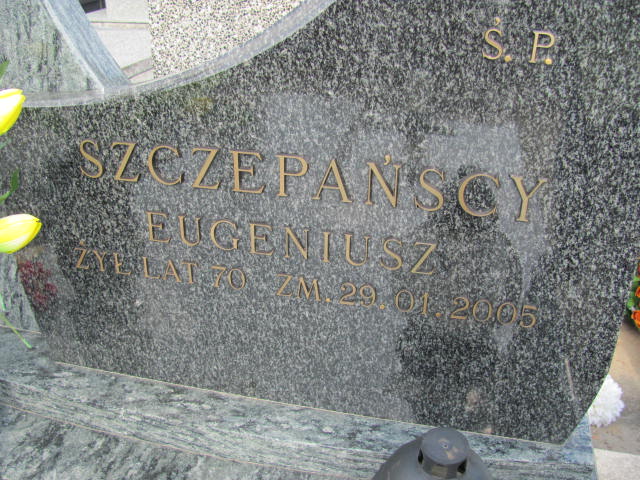 Ś. P.
SZCZEPAŃSCY
EUGENIUSZ
ŻYŁ LAT 70 ZM. 29.01.2005